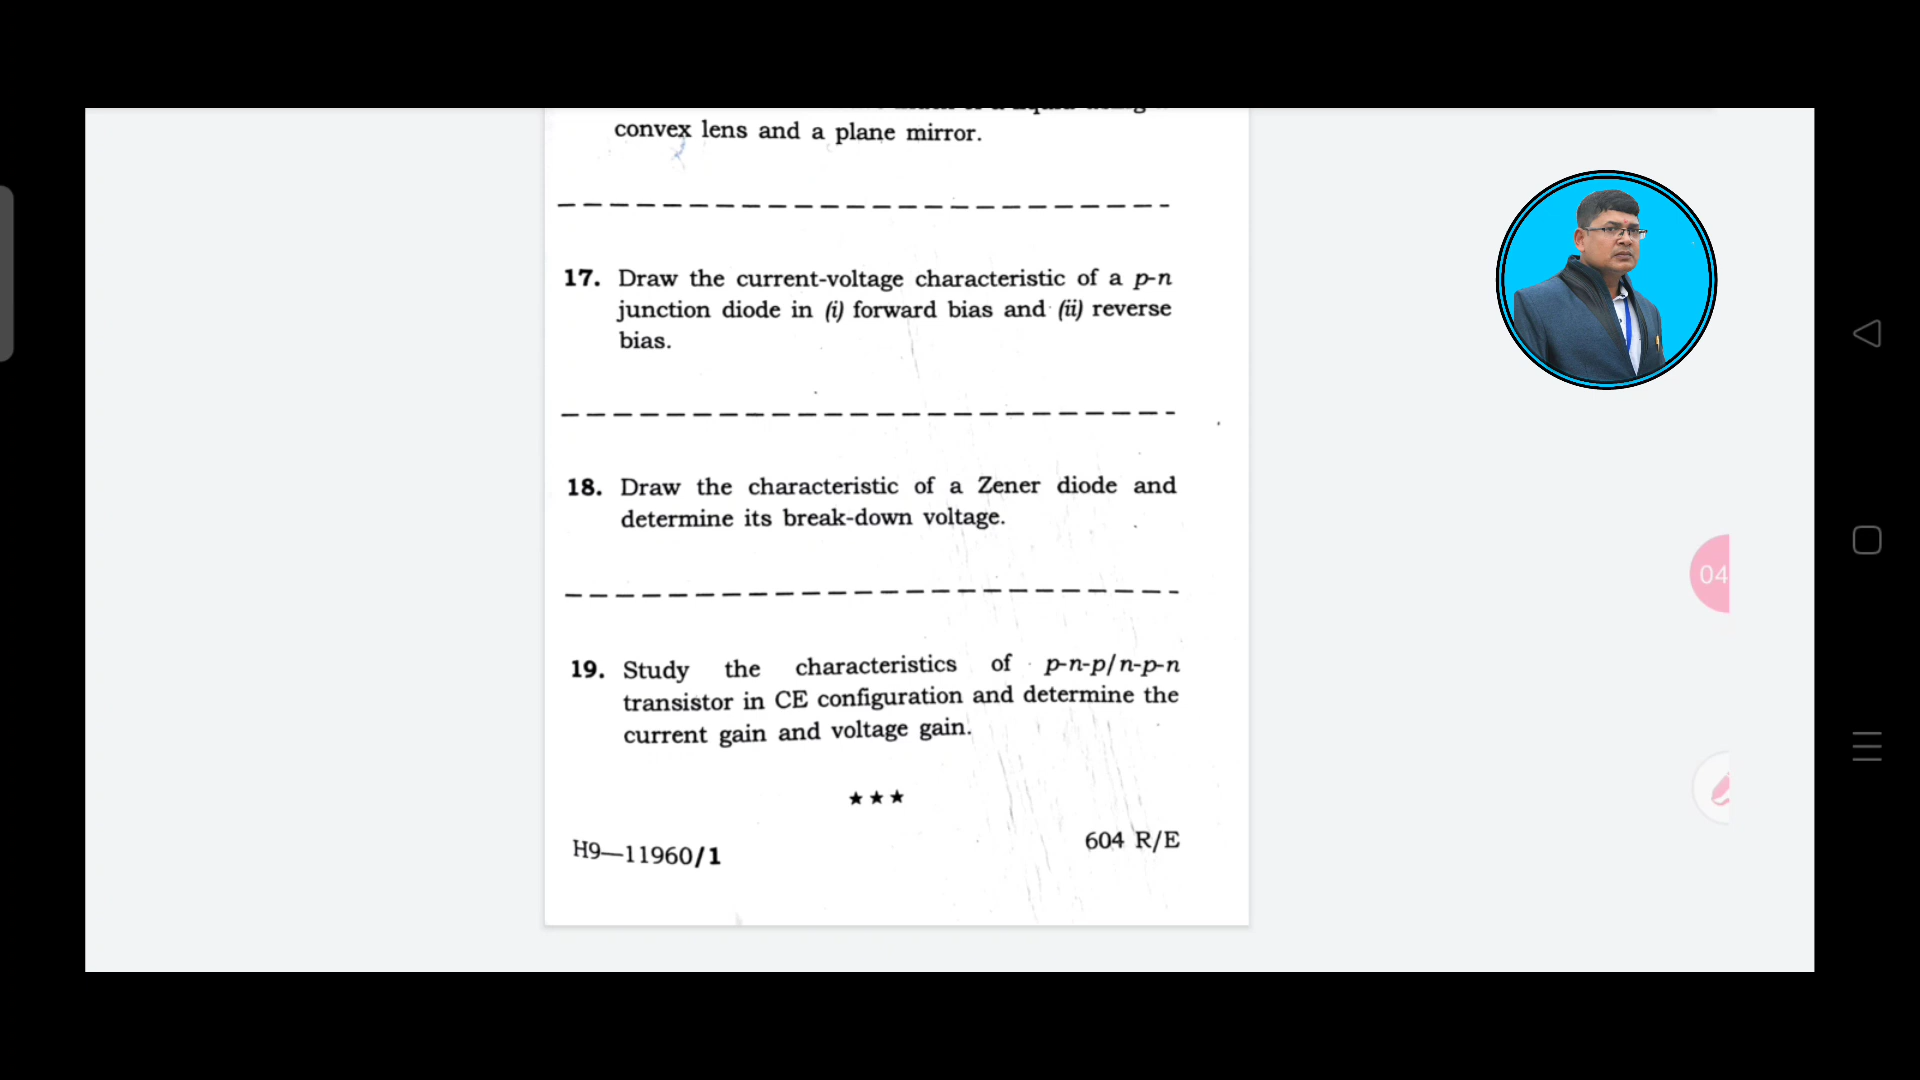 convex lens and a plane mirror.
17. Draw the current-voltage characteristic of a p-n
junction diode in (i) forward bias and (ii) reverse
bias.
18. Draw the characteristic of a Zener diode and
determine its break-down voltage.
19. Study the characteristics of p-n-p/n-p-n
transistor in CE configuration and determine the
current gain and voltage gain.
★★★
H9—11960/1
604 R/E
04